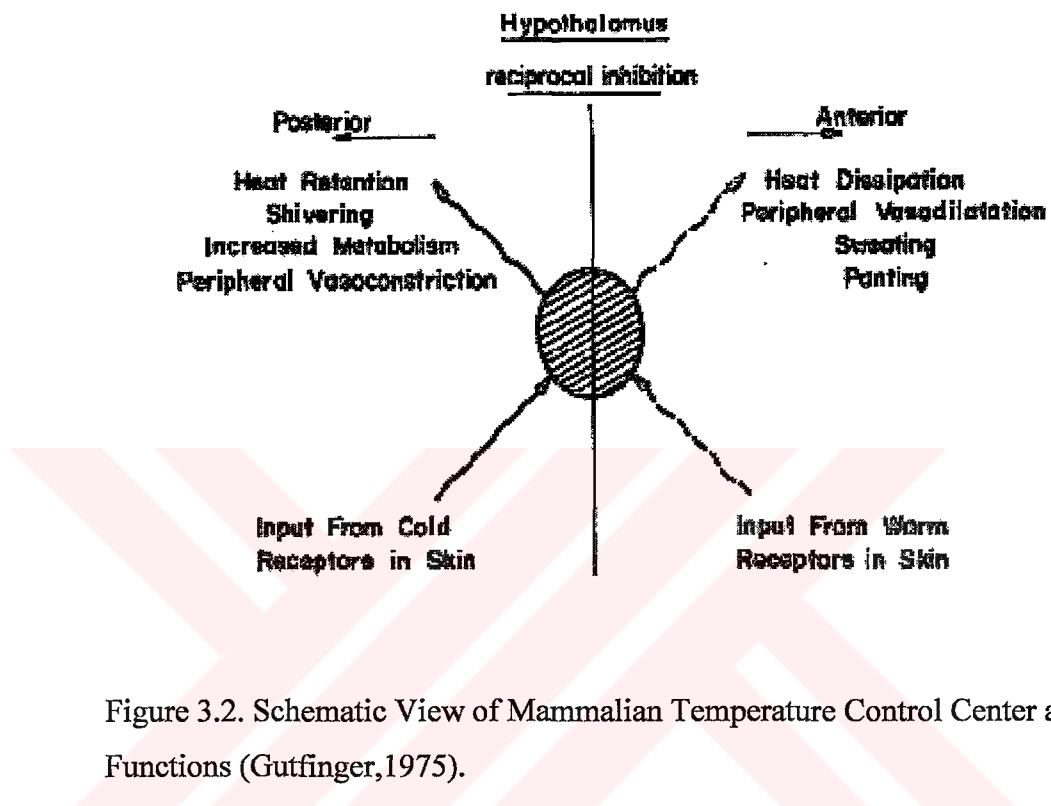 Hypothalamus
reciprocal inhibition
Posterior
Anterior
Heat Retention
Shivering
Increased Metabolism
Peripheral Vasoconstriction
Heat Dissipation
Peripheral Vasodilatation
Sweating
Panting
Input From Cold
Receptors in Skin
Input From Warm
Receptors in Skin
Figure 3.2. Schematic View of Mammalian Temperature Control Center a
Functions (Gutfinger,1975).